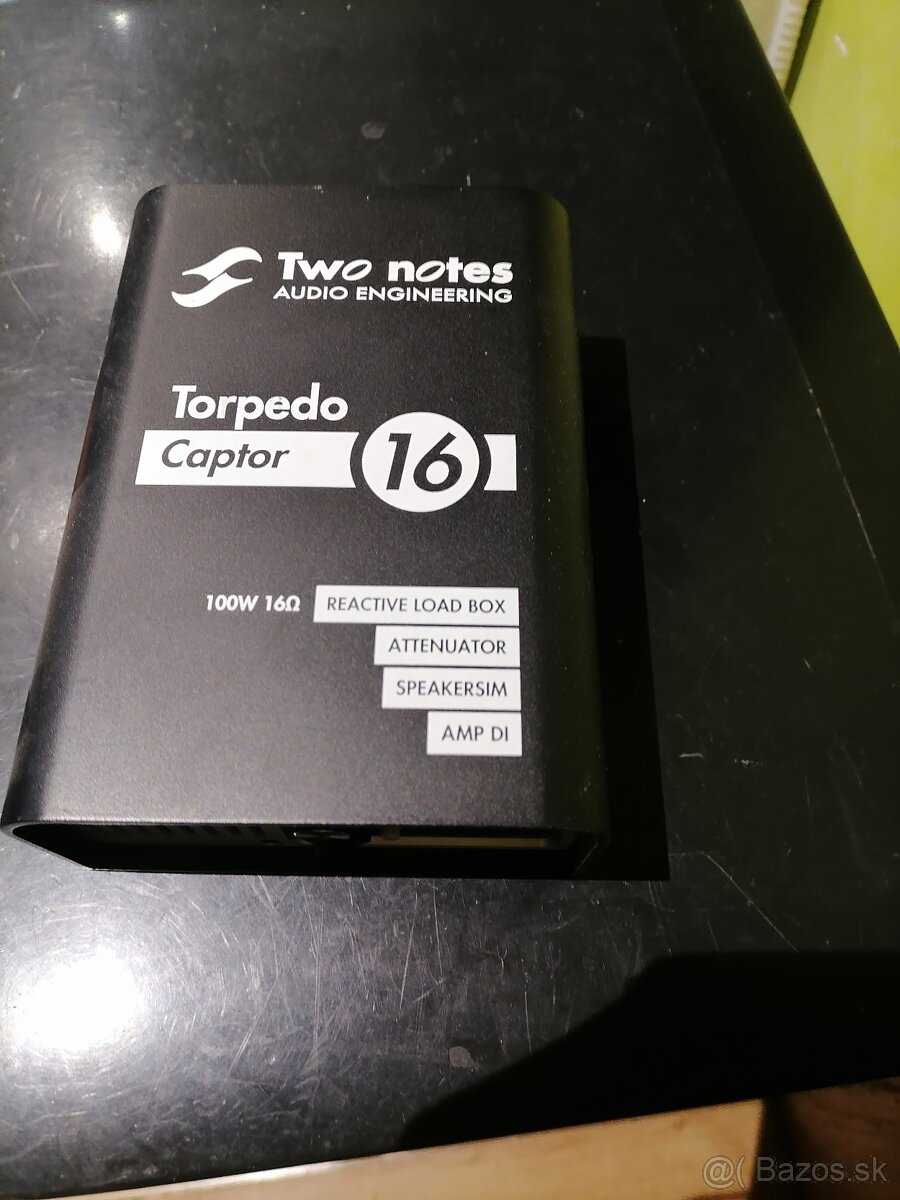 Two notes
AUDIO ENGINEERING
Torpedo
Captor 16
100W 16Ω REACTIVE LOAD BOX
ATTENUATOR
SPEAKERSIM
AMP DI
@( Bazos.sk